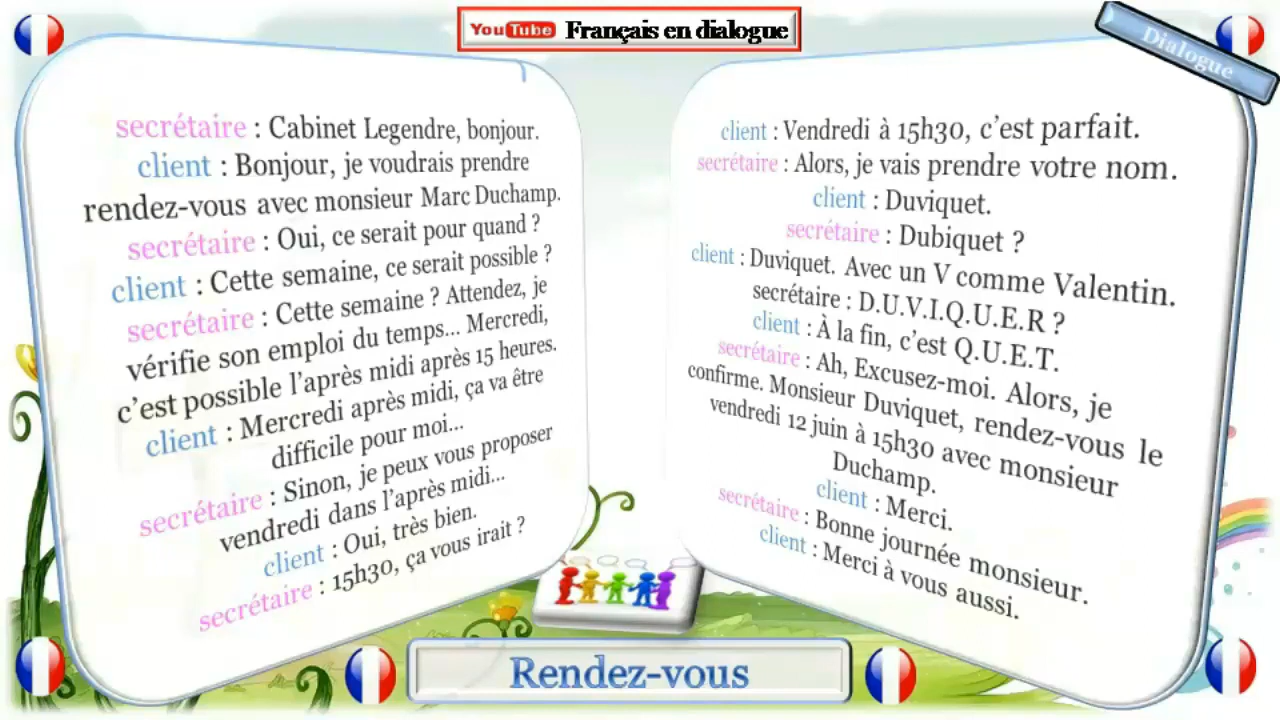 YouTube Français en dialogue
Dialogue
secrétaire : Cabinet Legendre, bonjour.
client : Bonjour, je voudrais prendre
rendez-vous avec monsieur Marc Duchamp.
secrétaire : Oui, ce serait pour quand ?
client : Cette semaine, ce serait possible ?
secrétaire : Cette semaine ? Attendez, je
vérifie son emploi du temps... Mercredi,
c’est possible l’après midi après 15 heures.
client : Mercredi après midi, ça va être
difficile pour moi...
secrétaire : Sinon, je peux vous proposer
vendredi dans l’après midi...
client : Oui, très bien.
secrétaire : 15h30, ça vous irait ?
client : Vendredi à 15h30, c’est parfait.
secrétaire : Alors, je vais prendre votre nom.
client : Duviquet.
secrétaire : Dubiquet ?
client : Duviquet. Avec un V comme Valentin.
secrétaire : D.U.V.I.Q.U.E.R ?
client : À la fin, c’est Q.U.E.T.
secrétaire : Ah, Excusez-moi. Alors, je
confirme. Monsieur Duviquet, rendez-vous le
vendredi 12 juin à 15h30 avec monsieur
Duchamp.
client : Merci.
secrétaire : Bonne journée monsieur.
client : Merci à vous aussi.
Rendez-vous